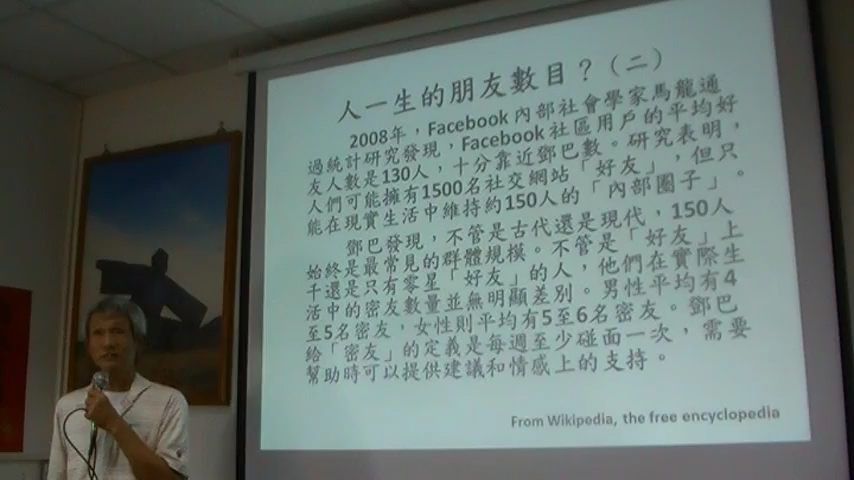 人一生的朋友數目？（二）
2008年，Facebook內部社會學家馬龍通
過統計研究發現，Facebook社區用戶的平均好
友人數是130人，十分靠近鄧巴數。研究表明，
人們可能擁有1500名社交網站「好友」，但只
能在現實生活中維持約150人的「內部圈子」。
鄧巴發現，不管是古代還是現代，150人
始終是最常見的群體規模。不管是「好友」上
千還是只有零星「好友」的人，他們在實際生
活中的密友數量並無明顯差別。男性平均有4
至5名密友，女性則平均有5至6名密友。鄧巴
給「密友」的定義是每週至少碰面一次，需要
幫助時可以提供建議和情感上的支持。
From Wikipedia, the free encyclopedia